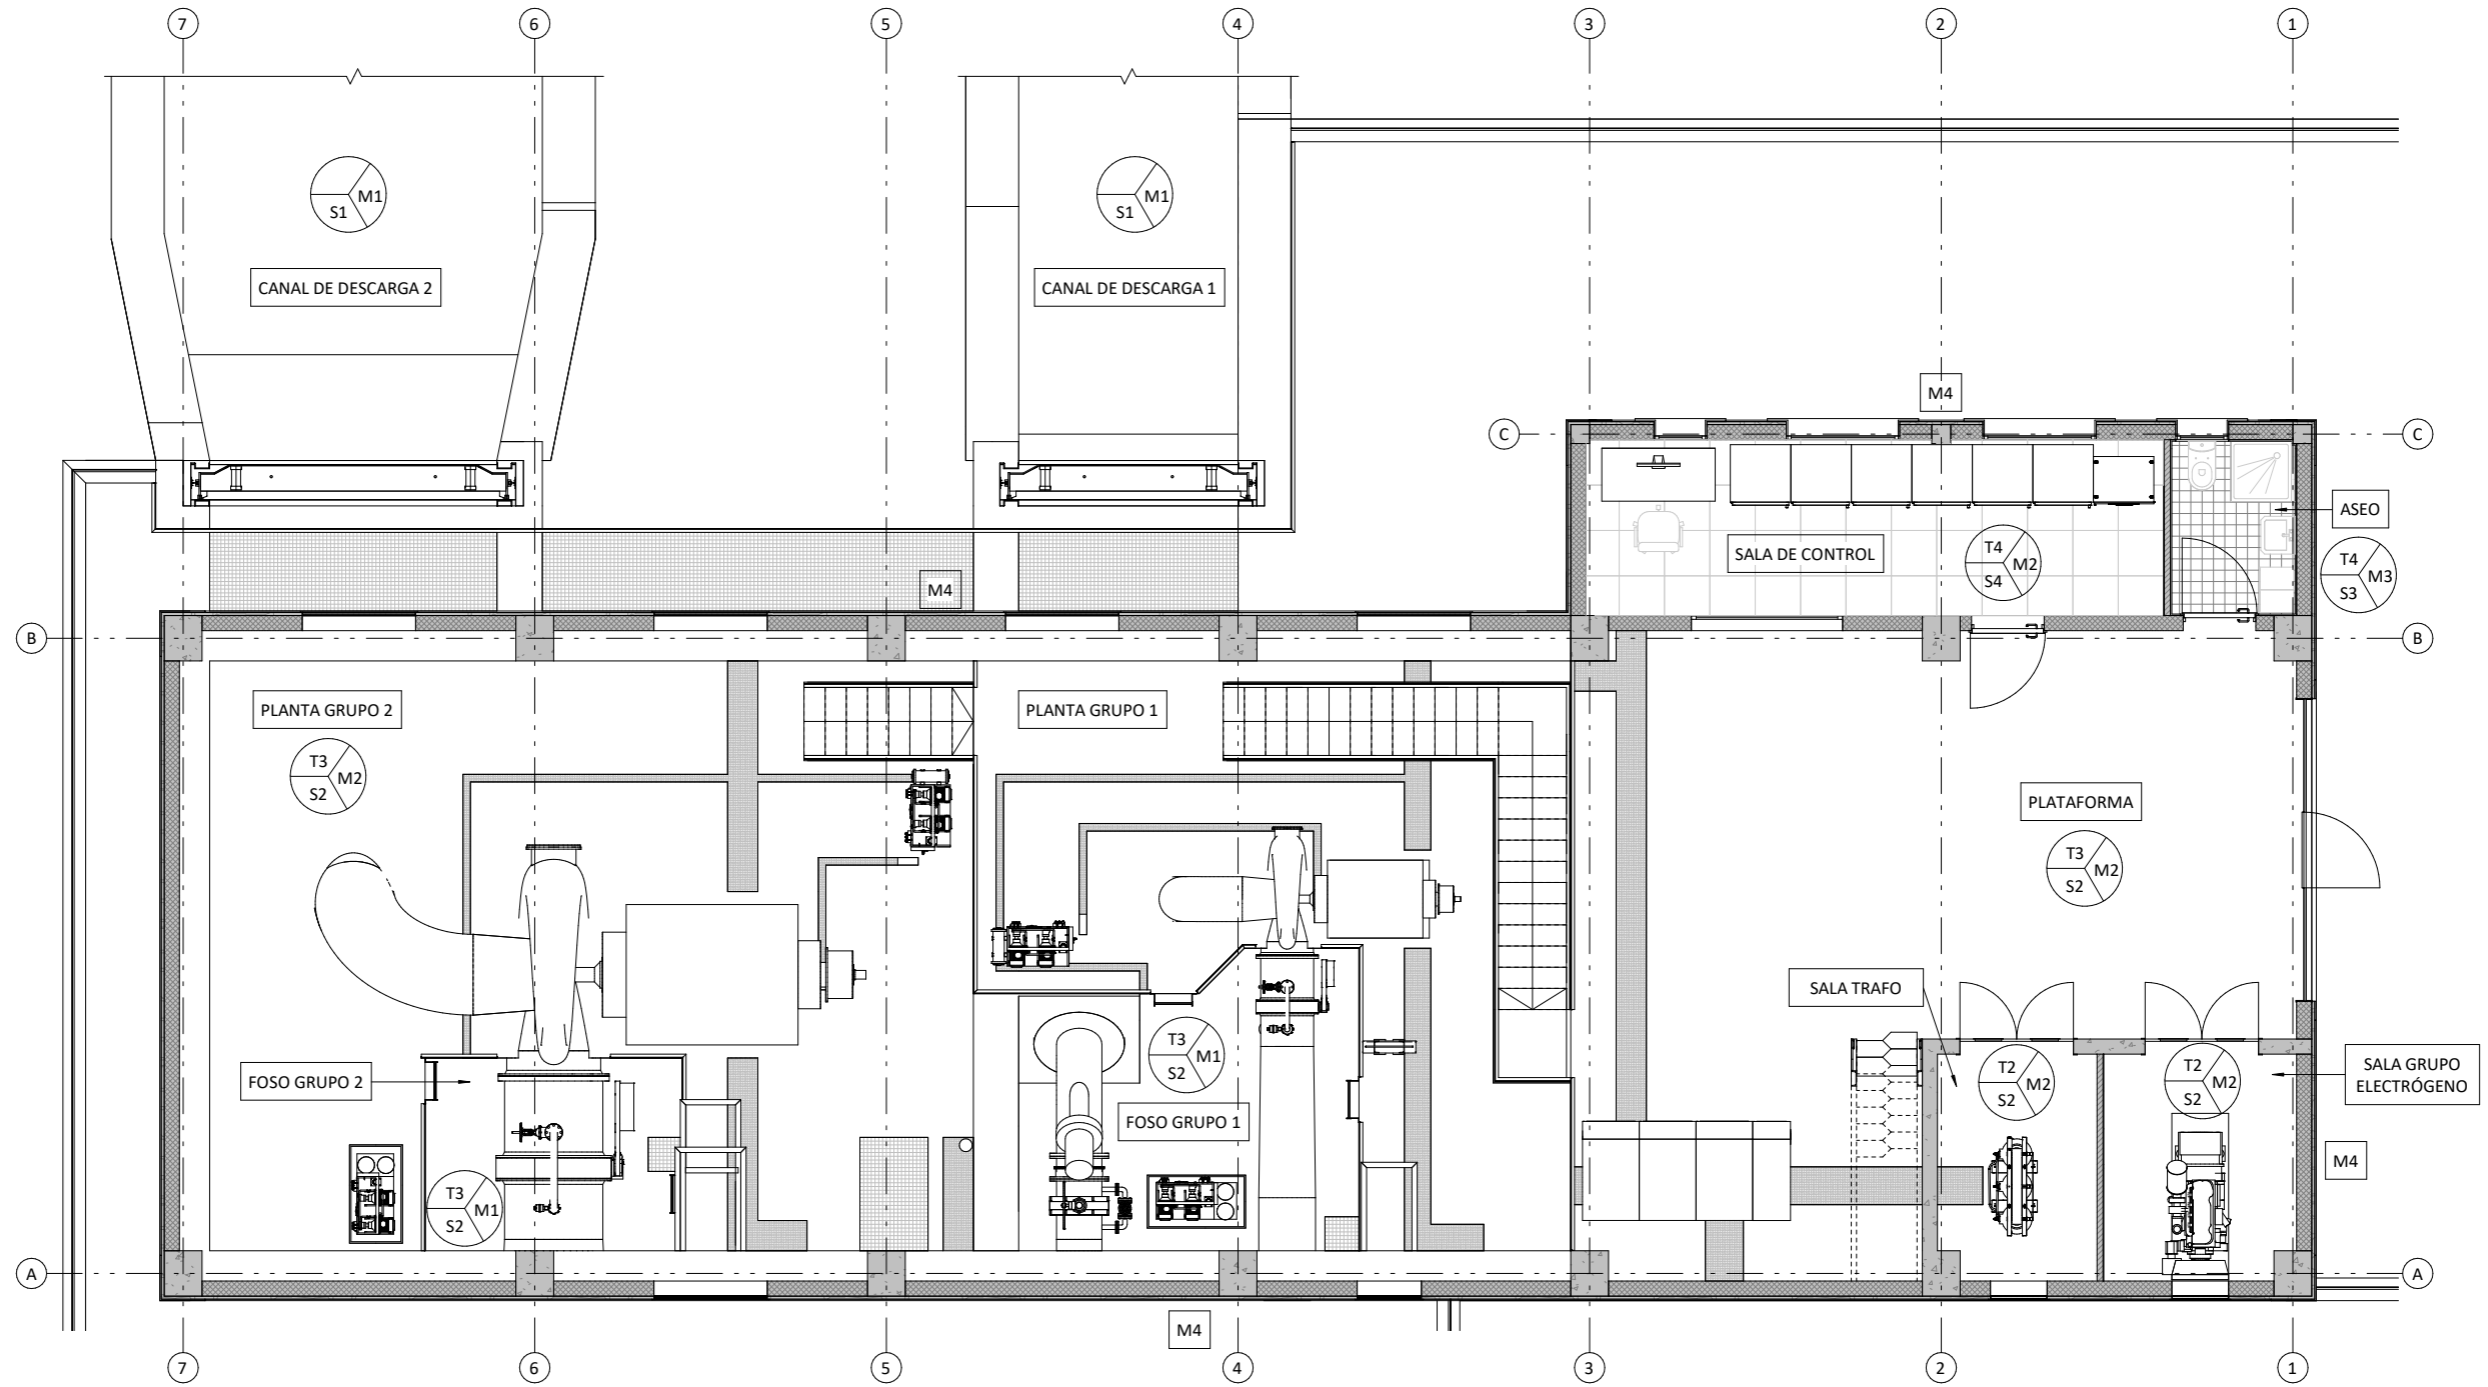 7
6
5
4
3
2
1
M1
S1
M1
S1
CANAL DE DESCARGA 2
CANAL DE DESCARGA 1
M4
C
C
ASEO
SALA DE CONTROL
T4
M2
S4
T4
M3
S3
M4
B
B
PLANTA GRUPO 2
PLANTA GRUPO 1
T3
M2
S2
PLATAFORMA
T3
M2
S2
SALA TRAFO
T3
M1
S2
FOSO GRUPO 2
T2
M2
S2
T2
M2
S2
SALA GRUPO
ELECTRÓGENO
FOSO GRUPO 1
M4
T3
M1
S2
A
A
M4
7
6
5
4
3
2
1